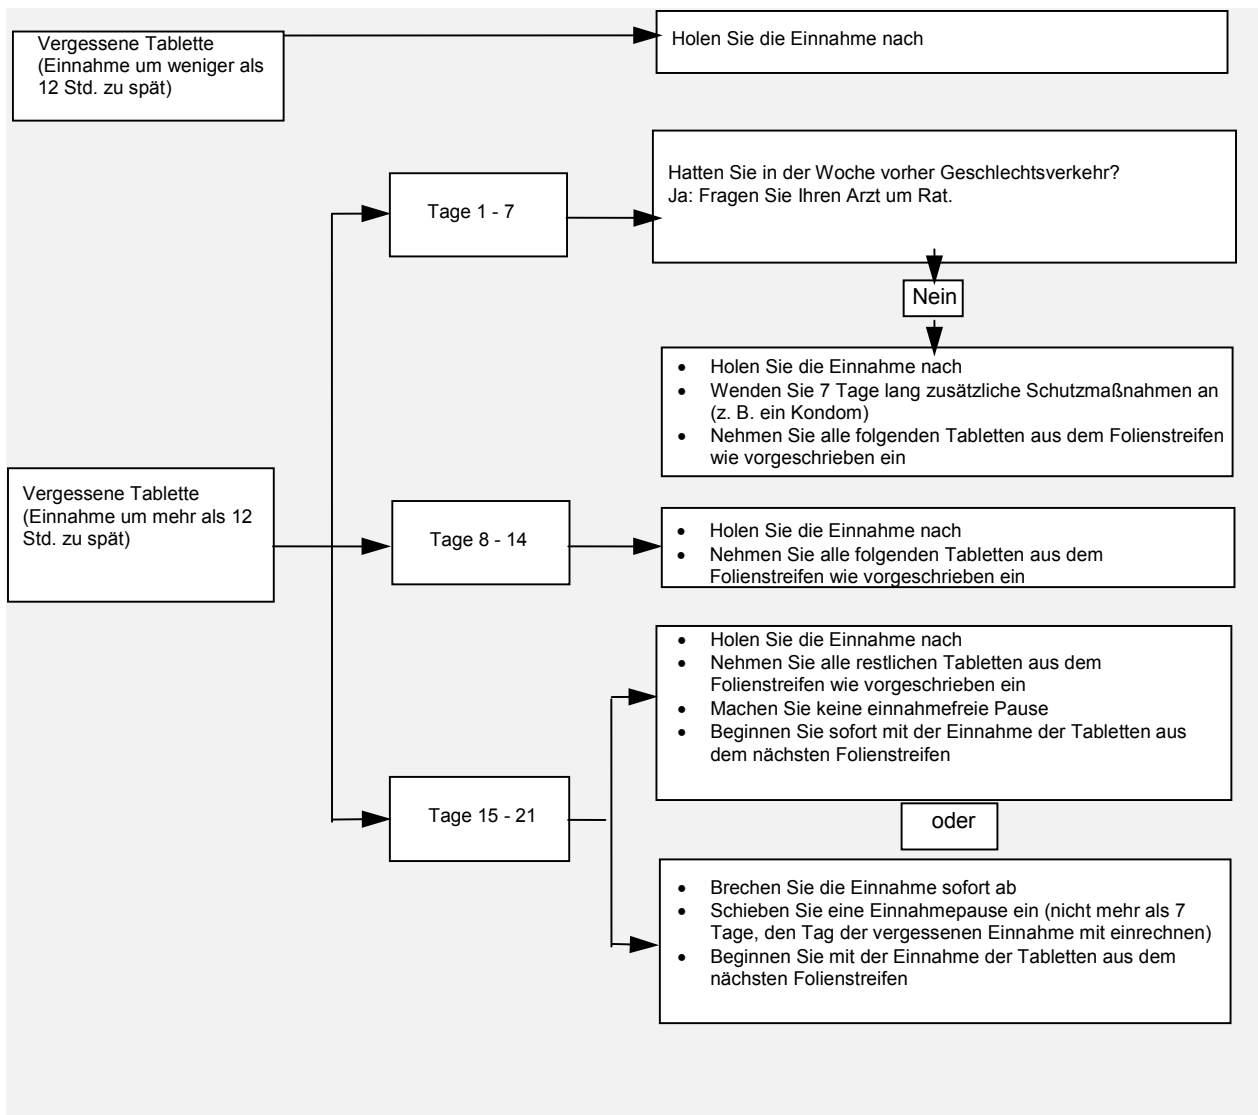 Vergessene Tablette
(Einnahme um weniger als
12 Std. zu spät)
Holen Sie die Einnahme nach
Hatten Sie in der Woche vorher Geschlechtsverkehr?
Ja: Fragen Sie Ihren Arzt um Rat.
Tage 1 - 7
Nein
• Holen Sie die Einnahme nach
• Wenden Sie 7 Tage lang zusätzliche Schutzmaßnahmen an
(z. B. ein Kondom)
• Nehmen Sie alle folgenden Tabletten aus dem Folienstreifen
wie vorgeschrieben ein
Vergessene Tablette
(Einnahme um mehr als 12
Std. zu spät)
Tage 8 - 14
• Holen Sie die Einnahme nach
• Nehmen Sie alle folgenden Tabletten aus dem
Folienstreifen wie vorgeschrieben ein
• Holen Sie die Einnahme nach
• Nehmen Sie alle restlichen Tabletten aus dem
Folienstreifen wie vorgeschrieben ein
• Machen Sie keine einnahmefreie Pause
• Beginnen Sie sofort mit der Einnahme der Tabletten aus
dem nächsten Folienstreifen
Tage 15 - 21
oder
• Brechen Sie die Einnahme sofort ab
• Schieben Sie eine Einnahmepause ein (nicht mehr als 7
Tage, den Tag der vergessenen Einnahme mit einrechnen)
• Beginnen Sie mit der Einnahme der Tabletten aus dem
nächsten Folienstreifen